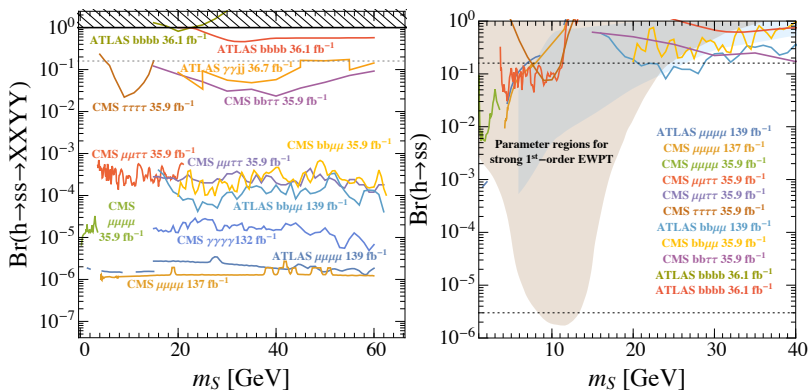 Br(h→ss→XXYY)
10⁰
10⁻¹
10⁻²
10⁻³
10⁻⁴
10⁻⁵
10⁻⁶
10⁻⁷
ATLAS bbbb 36.1 fb⁻¹
ATLAS bbbb 36.1 fb⁻¹
ATLAS γγjj 36.7 fb⁻¹
CMS ττττ 35.9 fb⁻¹
CMS bbττ 35.9 fb⁻¹
CMS bbμμ 35.9 fb⁻¹
CMS μμττ 35.9 fb⁻¹
CMS μμττ 35.9 fb⁻¹
ATLAS bbμμ 139 fb⁻¹
CMS
μμμμ
35.9 fb⁻¹
CMS γγγγ132 fb⁻¹
ATLAS μμμμ 139 fb⁻¹
CMS μμμμ 137 fb⁻¹
0 20 40 60
m_S [GeV]
Br(h→ss)
10⁰
10⁻¹
10⁻²
10⁻³
10⁻⁴
10⁻⁵
10⁻⁶
Parameter regions for
strong 1ˢᵗ−order EWPT
ATLAS μμμμ 139 fb⁻¹
CMS μμμμ 137 fb⁻¹
CMS μμμμ 35.9 fb⁻¹
CMS μμττ 35.9 fb⁻¹
CMS μμττ 35.9 fb⁻¹
CMS ττττ 35.9 fb⁻¹
ATLAS bbμμ 139 fb⁻¹
CMS bbμμ 35.9 fb⁻¹
CMS bbττ 35.9 fb⁻¹
ATLAS bbbb 36.1 fb⁻¹
ATLAS bbbb 36.1 fb⁻¹
10 20 30 40
m_S [GeV]